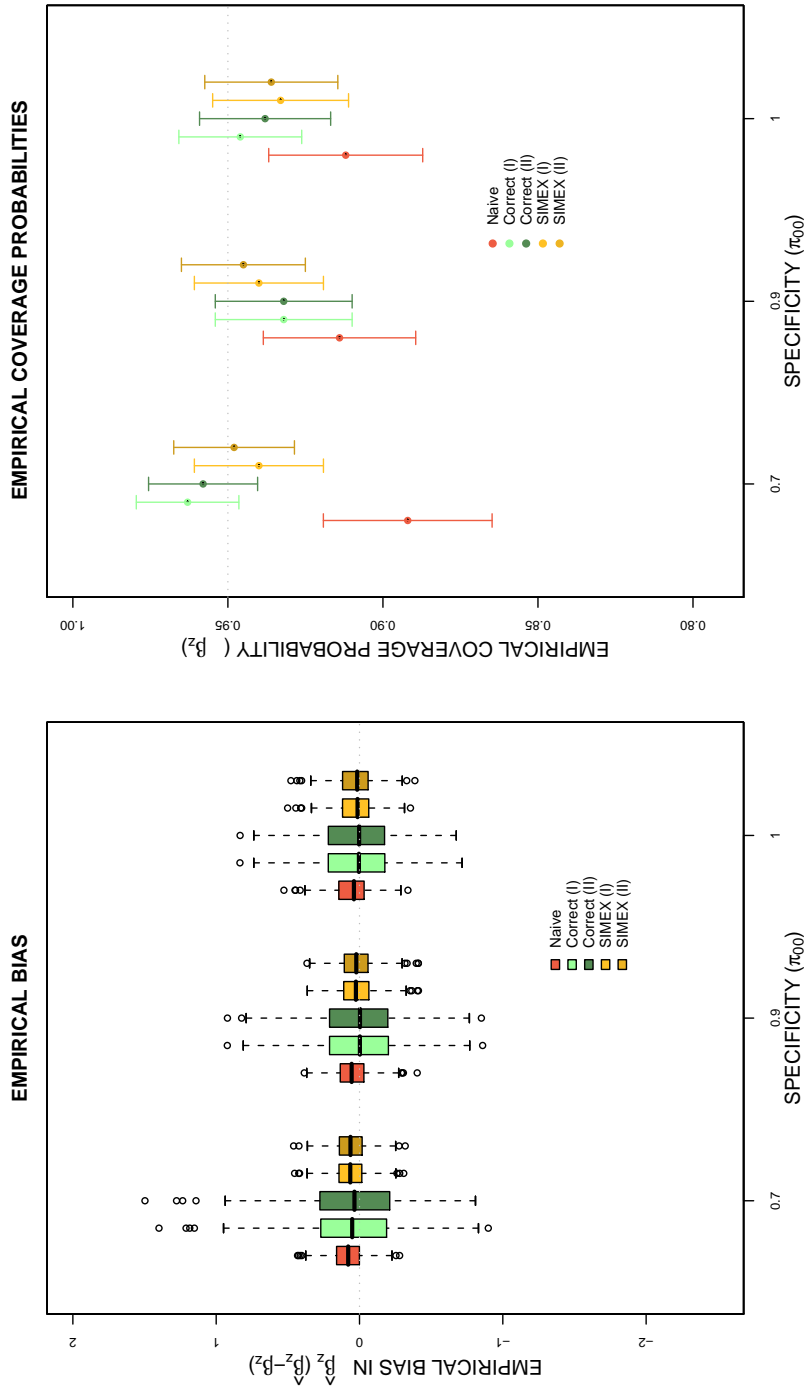 EMPIRICAL BIAS
EMPIRICAL BIAS IN β̂z (β̂z−βz)
2
1
0
−1
−2
0.7
0.9
1
SPECIFICITY (π00)
Naive
Correct (I)
Correct (II)
SIMEX (I)
SIMEX (II)
EMPIRICAL COVERAGE PROBABILITIES
EMPIRICAL COVERAGE PROBABILITY ( βz)
1.00
0.95
0.90
0.85
0.80
0.7
0.9
1
SPECIFICITY (π00)
Naive
Correct (I)
Correct (II)
SIMEX (I)
SIMEX (II)